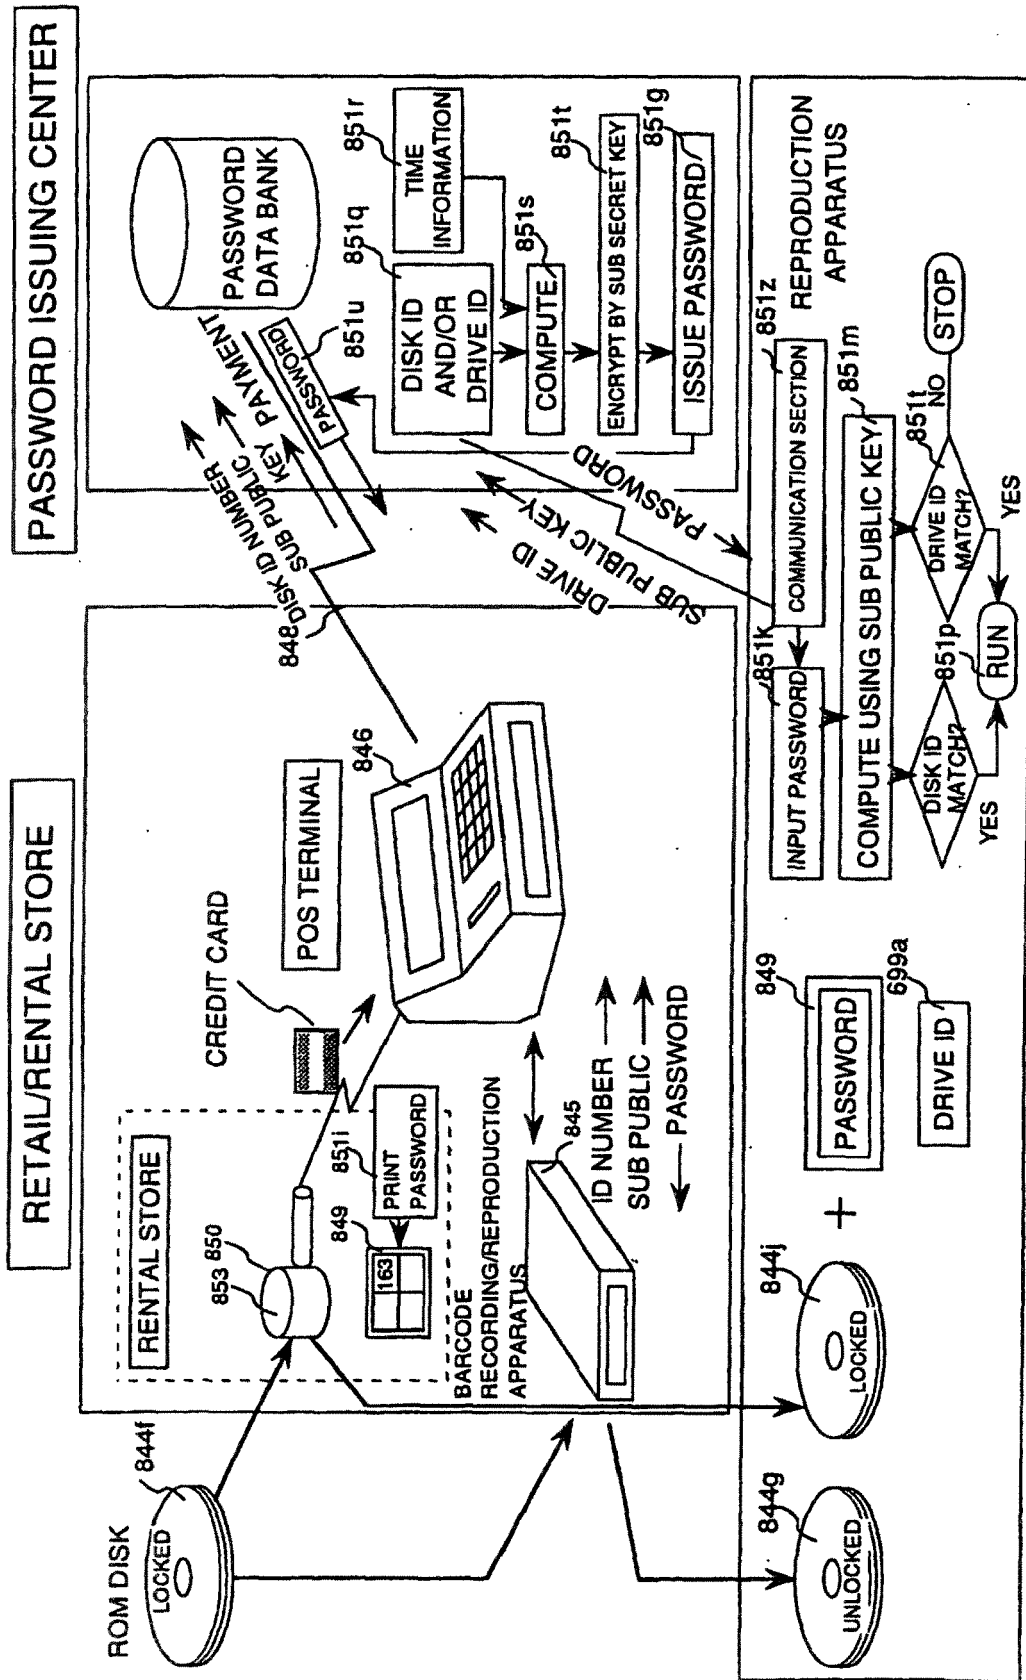 RETAIL/RENTAL STORE
PASSWORD ISSUING CENTER
ROM DISK
LOCKED
844f
RENTAL STORE
853
850
849
163
851i
PRINT
PASSWORD
CREDIT CARD
POS TERMINAL
846
BARCODE
RECORDING/REPRODUCTION
APPARATUS
845
ID NUMBER
SUB PUBLIC
PASSWORD
848
DISK ID NUMBER
SUB PUBLIC
KEY
PAYMENT
PASSWORD
851u
PASSWORD
DATA BANK
851q
DISK ID
AND/OR
DRIVE ID
851r
TIME
INFORMATION
COMPUTE
851s
ENCRYPT BY SUB SECRET KEY
851t
ISSUE PASSWORD
851g
PASSWORD
SUB PUBLIC KEY
DRIVE ID
UNLOCKED
844g
LOCKED
844j
+
PASSWORD
849
DRIVE ID
699a
REPRODUCTION
APPARATUS
INPUT PASSWORD
851k
COMMUNICATION SECTION
851z
COMPUTE USING SUB PUBLIC KEY
851m
DISK ID
MATCH?
YES
851p
RUN
DRIVE ID
MATCH?
851t
NO
YES
STOP